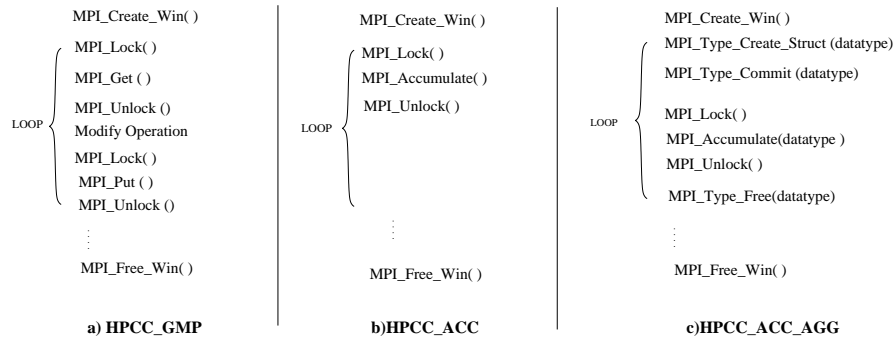 MPI_Create_Win( )
MPI_Lock( )
MPI_Get ( )
MPI_Unlock ()
LOOP
Modify Operation
MPI_Lock( )
MPI_Put ( )
MPI_Unlock ()
MPI_Free_Win( )
a) HPCC_GMP
MPI_Create_Win( )
MPI_Lock( )
MPI_Accumulate( )
MPI_Unlock( )
LOOP
MPI_Free_Win( )
b)HPCC_ACC
MPI_Create_Win( )
MPI_Type_Create_Struct (datatype)
MPI_Type_Commit (datatype)
MPI_Lock( )
LOOP
MPI_Accumulate(datatype )
MPI_Unlock( )
MPI_Type_Free(datatype)
MPI_Free_Win( )
c)HPCC_ACC_AGG